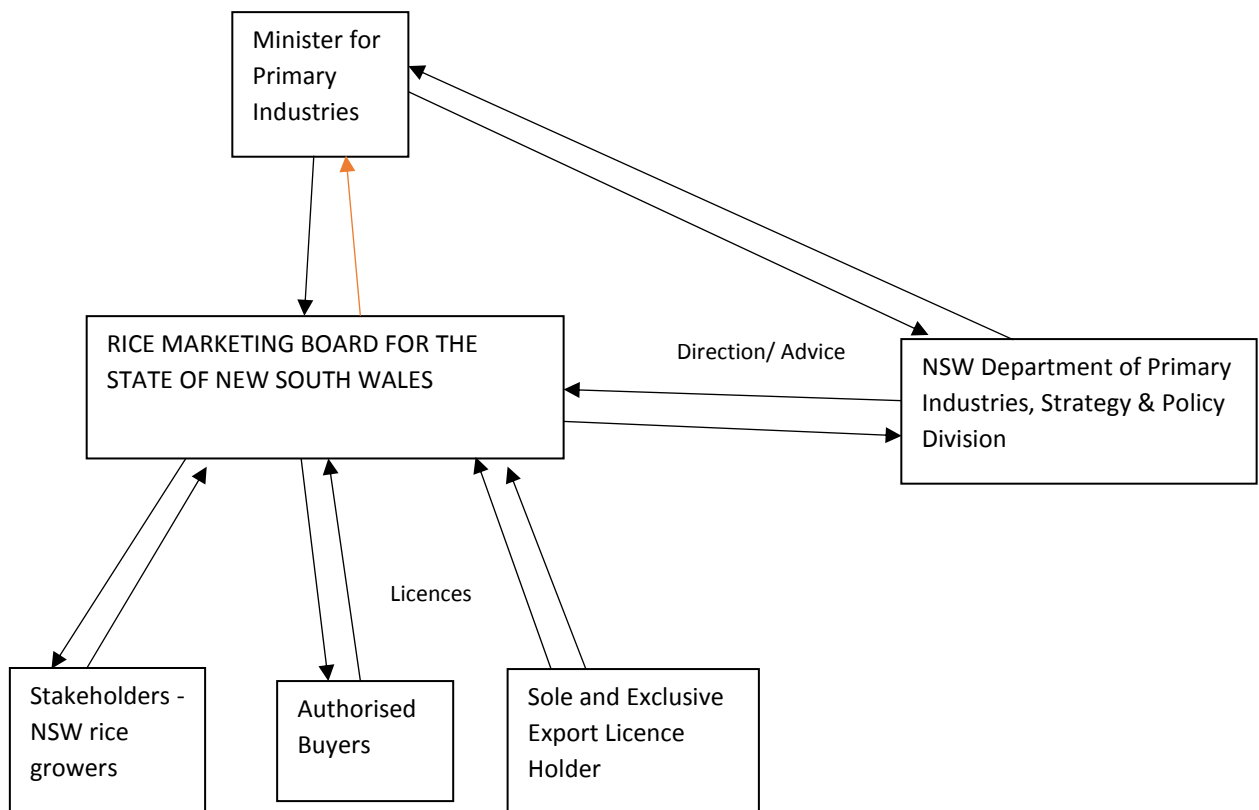 Minister for
Primary
Industries
RICE MARKETING BOARD FOR THE
STATE OF NEW SOUTH WALES
Direction/ Advice
NSW Department of Primary
Industries, Strategy & Policy
Division
Licences
Stakeholders -
NSW rice
growers
Authorised
Buyers
Sole and Exclusive
Export Licence
Holder